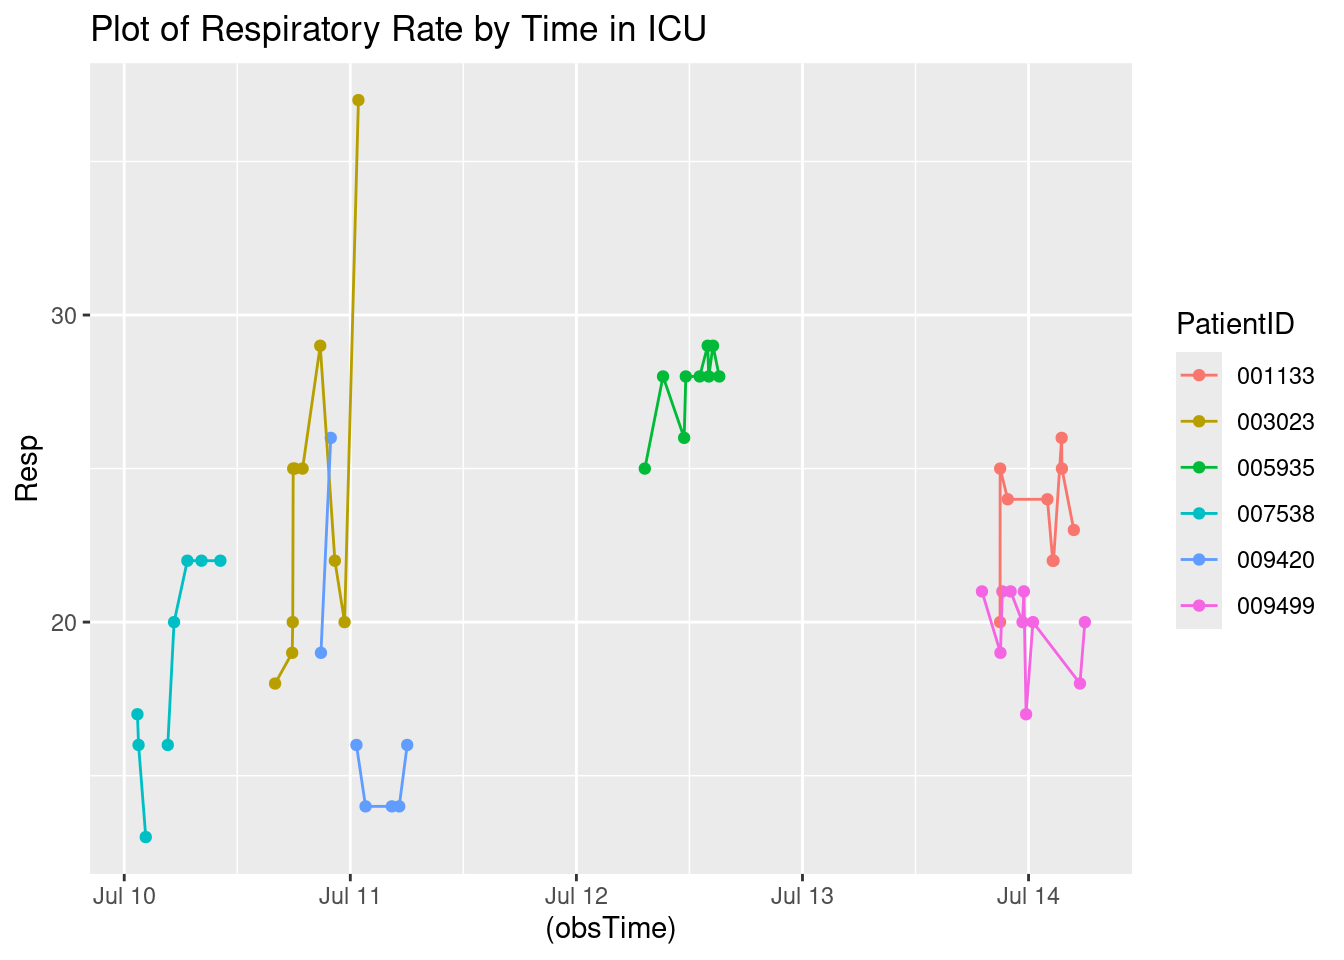 Plot of Respiratory Rate by Time in ICU
30
20
Resp
Jul 10 Jul 11 Jul 12 Jul 13 Jul 14
(obsTime)
PatientID
001133
003023
005935
007538
009420
009499